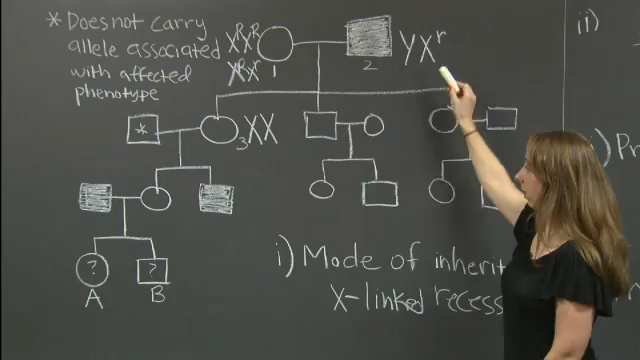 * Does not carry
allele associated
with affected
phenotype
X^R X^R
X^R X^r
1
2
Y X^r
ii)
*
3
XX
?
?
A
B
i) Mode of inherit
X-linked recess
i) Pr